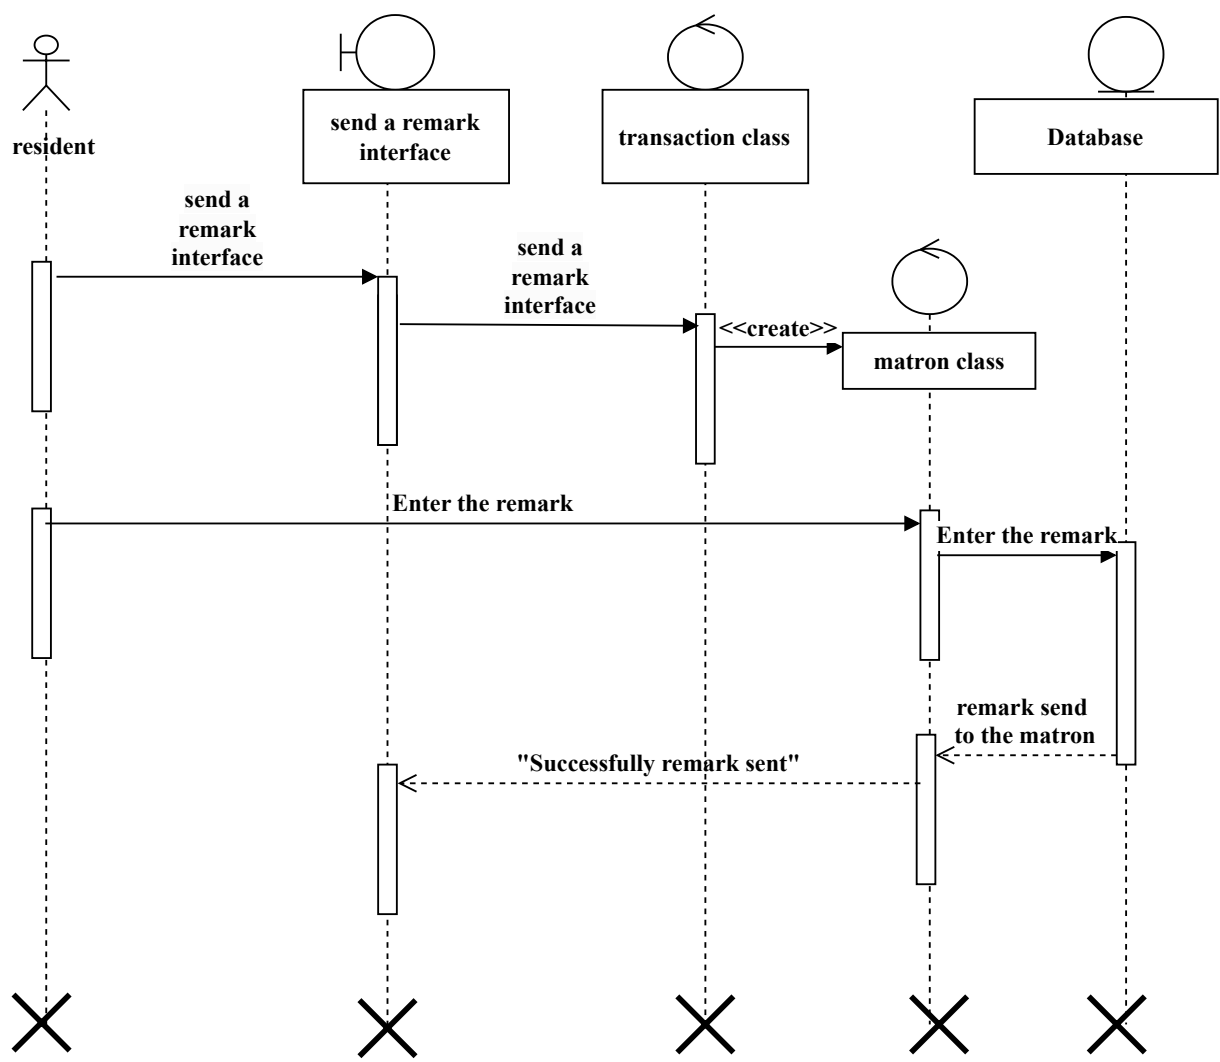 resident
send a remark
interface
transaction class
Database
send a
remark
interface
send a
remark
interface
<<create>>
matron class
Enter the remark
Enter the remark
remark send
to the matron
"Successfully remark sent"